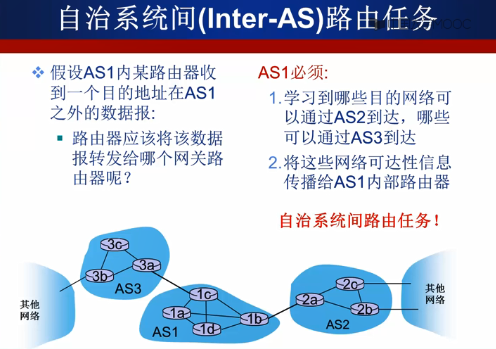 自治系统间(Inter-AS)路由任务
假设AS1内某路由器收
到一个目的地址在AS1
之外的数据报:
路由器应该将该数据
报转发给哪个网关路
由器呢？
AS1必须:
1.学习到哪些目的网络可
以通过AS2到达，哪些
可以通过AS3到达
2.将这些网络可达性信息
传播给AS1内部路由器
自治系统间路由任务！
3c
3a
3b
AS3
其他
网络
1c
1a
1d
1b
AS1
2c
2a
2b
AS2
其他
网络